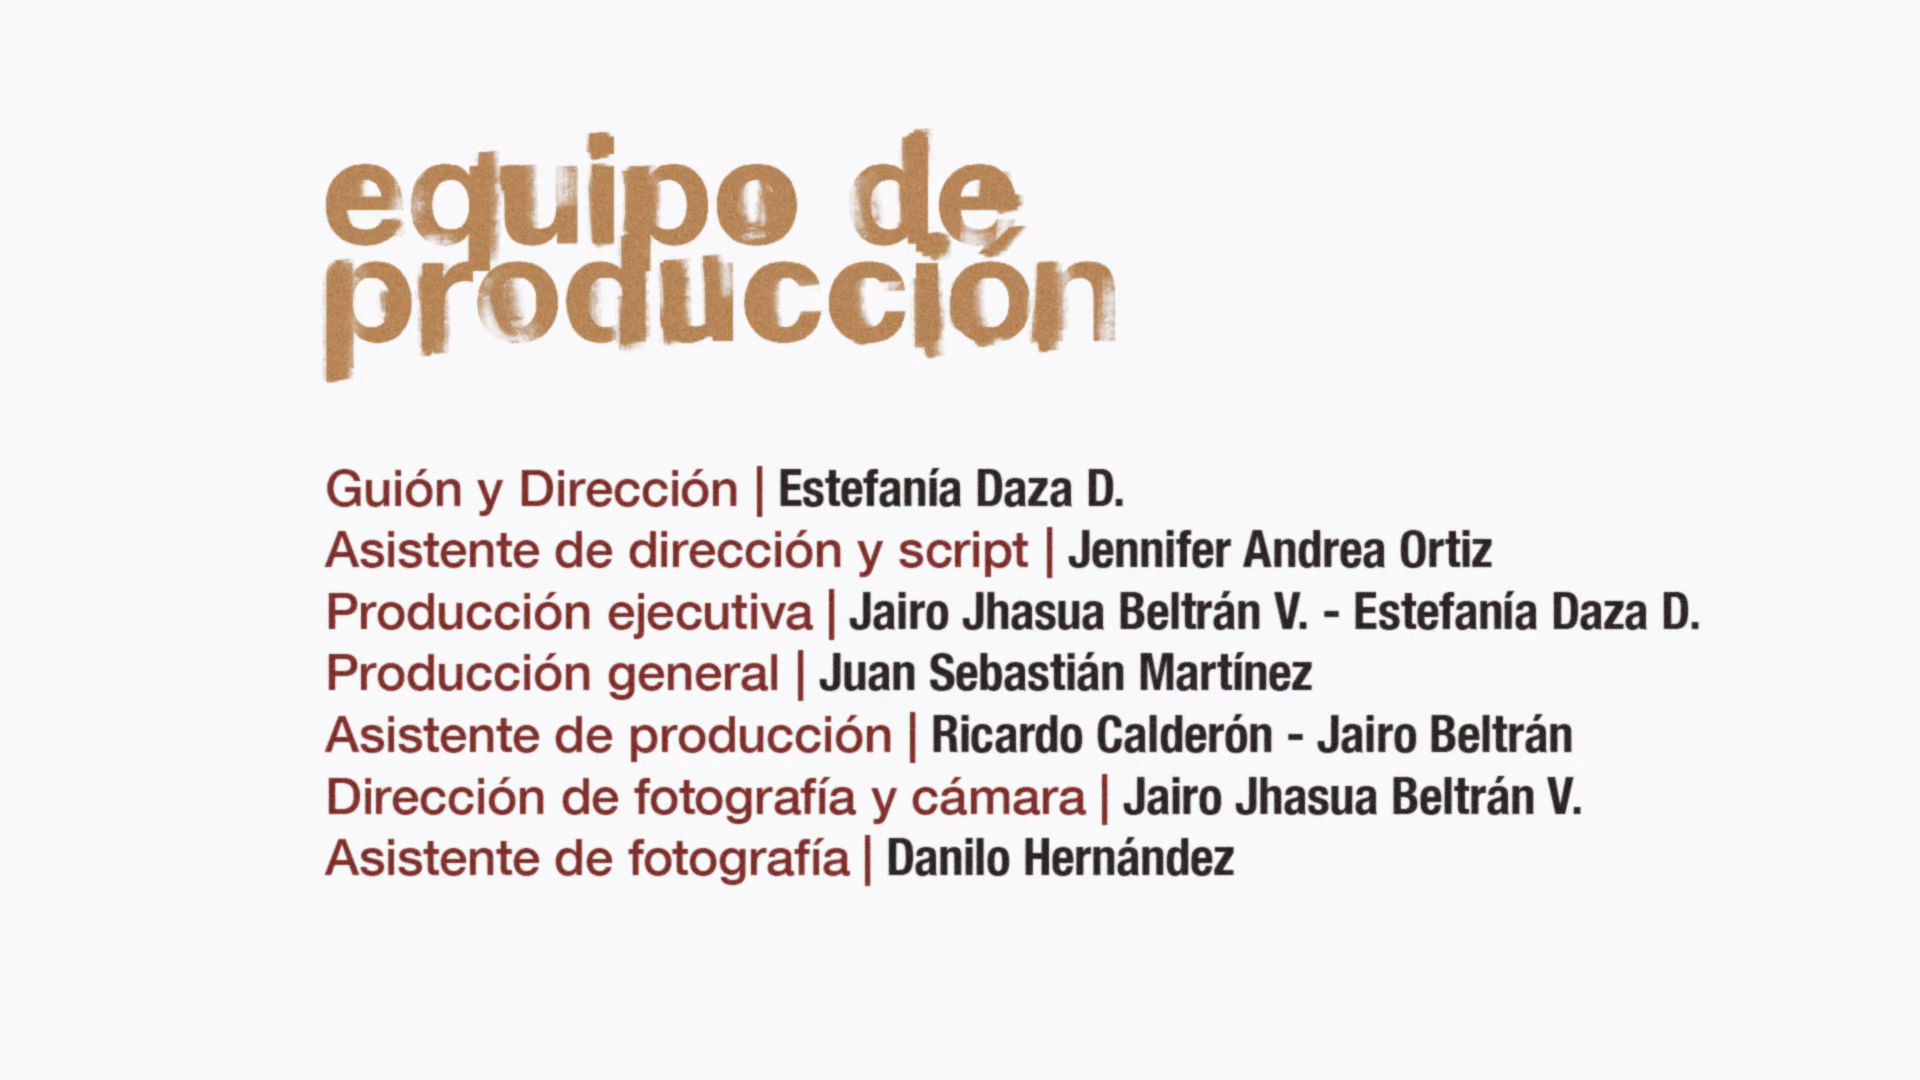 equipo de
producción
Guión y Dirección | Estefanía Daza D.
Asistente de dirección y script | Jennifer Andrea Ortiz
Producción ejecutiva | Jairo Jhasua Beltrán V. - Estefanía Daza D.
Producción general | Juan Sebastián Martínez
Asistente de producción | Ricardo Calderón - Jairo Beltrán
Dirección de fotografía y cámara | Jairo Jhasua Beltrán V.
Asistente de fotografía | Danilo Hernández